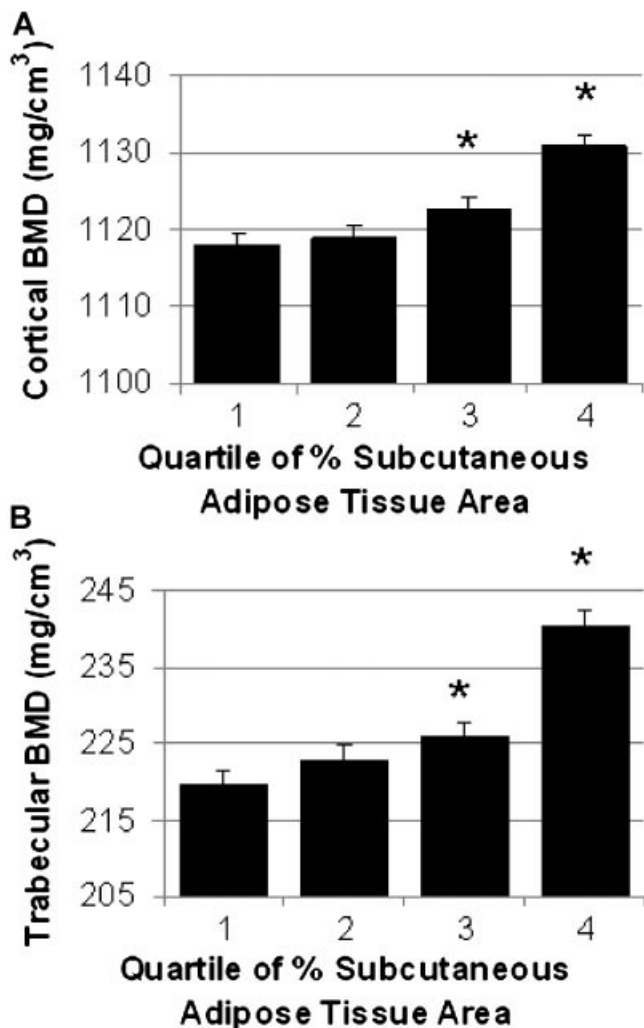 A
Cortical BMD (mg/cm³)
1140
1130
1120
1110
1100
* *
1 2 3 4
Quartile of % Subcutaneous
Adipose Tissue Area
B
Trabecular BMD (mg/cm³)
245
235
225
215
205
* *
1 2 3 4
Quartile of % Subcutaneous
Adipose Tissue Area